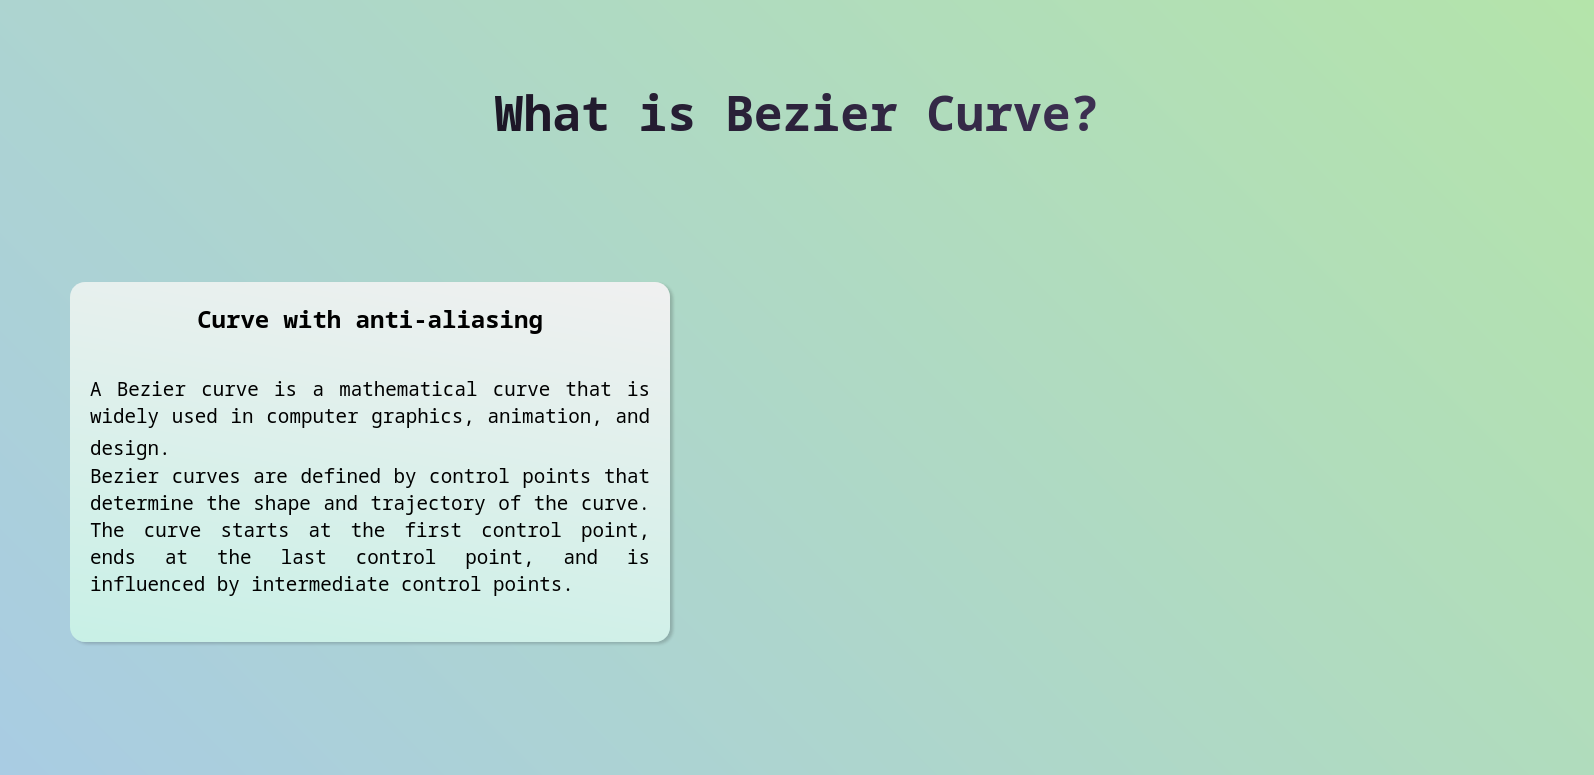 What is Bezier Curve?
Curve with anti-aliasing
A Bezier curve is a mathematical curve that is
widely used in computer graphics, animation, and
design.
Bezier curves are defined by control points that
determine the shape and trajectory of the curve.
The curve starts at the first control point,
ends at the last control point, and is
influenced by intermediate control points.